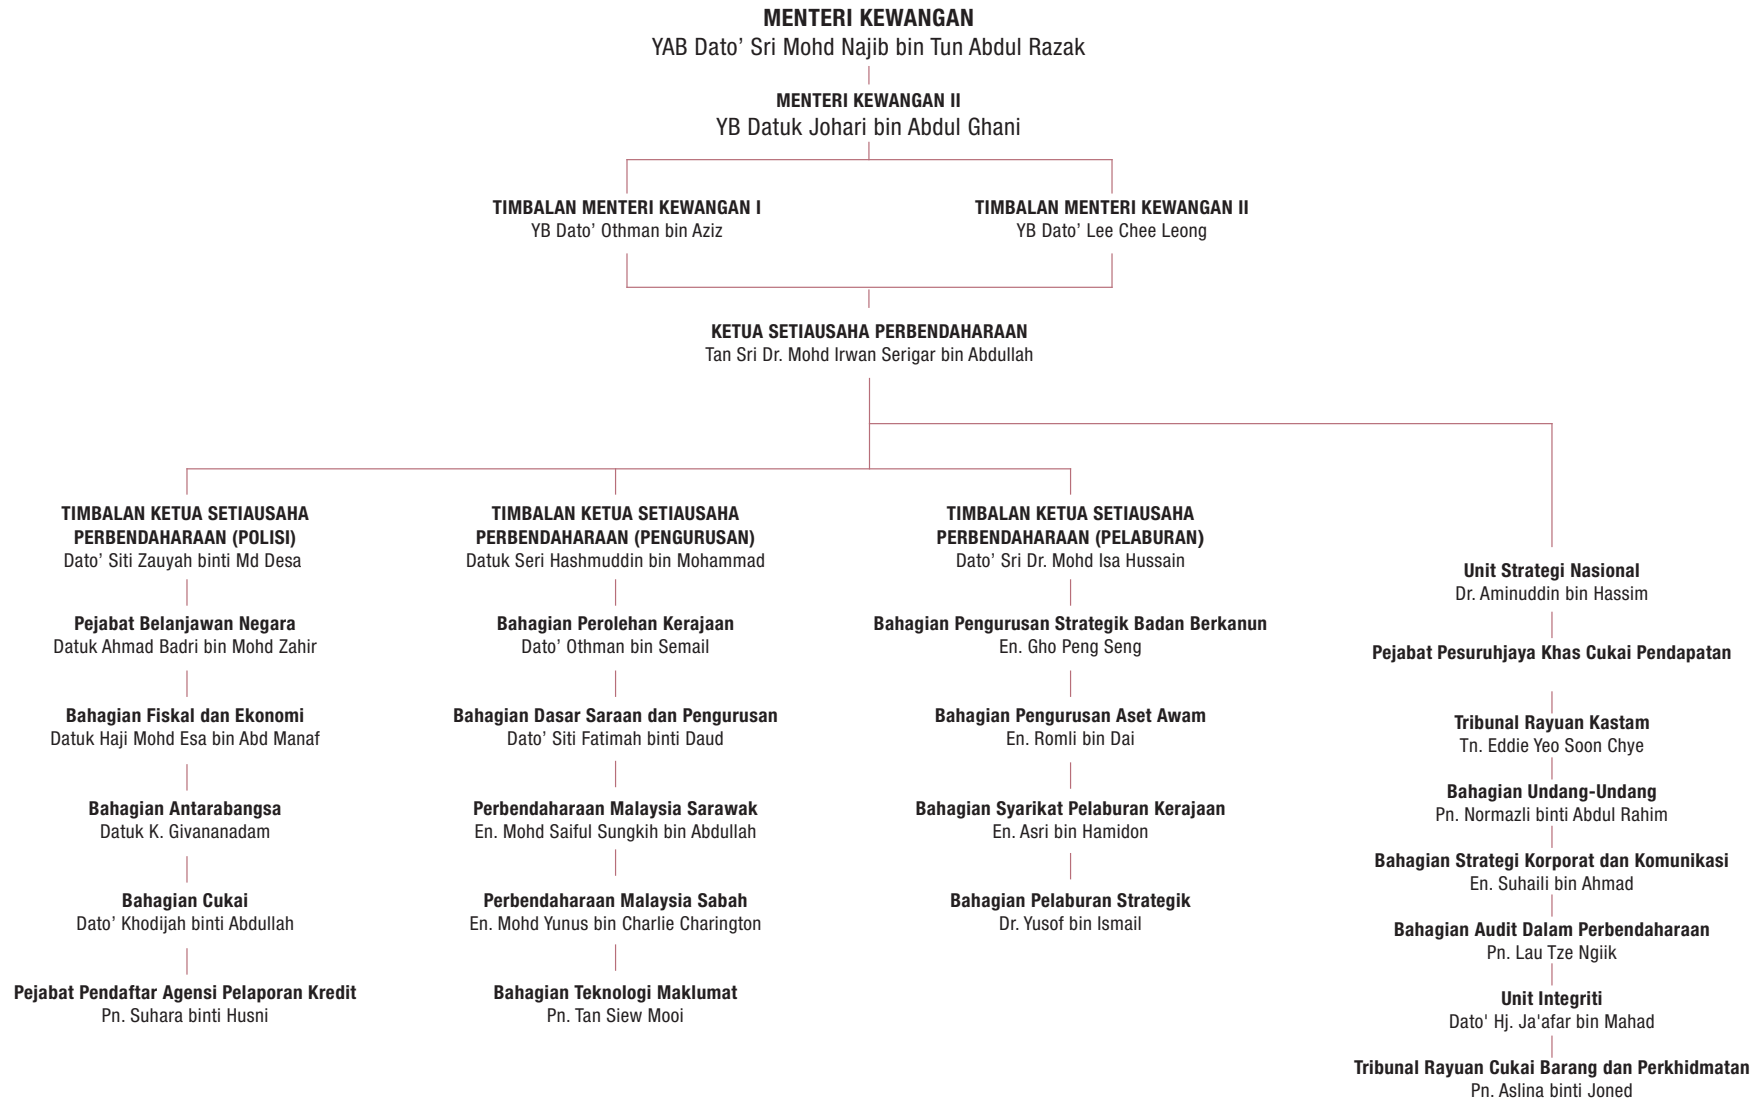 MENTERI KEWANGAN
YAB Dato’ Sri Mohd Najib bin Tun Abdul Razak
MENTERI KEWANGAN II
YB Datuk Johari bin Abdul Ghani
TIMBALAN MENTERI KEWANGAN I
YB Dato’ Othman bin Aziz
TIMBALAN MENTERI KEWANGAN II
YB Dato’ Lee Chee Leong
KETUA SETIAUSAHA PERBENDAHARAAN
Tan Sri Dr. Mohd Irwan Serigar bin Abdullah
TIMBALAN KETUA SETIAUSAHA
PERBENDAHARAAN (POLISI)
Dato’ Siti Zauyah binti Md Desa
Pejabat Belanjawan Negara
Datuk Ahmad Badri bin Mohd Zahir
Bahagian Fiskal dan Ekonomi
Datuk Haji Mohd Esa bin Abd Manaf
Bahagian Antarabangsa
Datuk K. Givananadam
Bahagian Cukai
Dato’ Khodijah binti Abdullah
Pejabat Pendaftar Agensi Pelaporan Kredit
Pn. Suhara binti Husni
TIMBALAN KETUA SETIAUSAHA
PERBENDAHARAAN (PENGURUSAN)
Datuk Seri Hashmuddin bin Mohammad
Bahagian Perolehan Kerajaan
Dato’ Othman bin Semail
Bahagian Dasar Saraan dan Pengurusan
Dato’ Siti Fatimah binti Daud
Perbendaharaan Malaysia Sarawak
En. Mohd Saiful Sungkih bin Abdullah
Perbendaharaan Malaysia Sabah
En. Mohd Yunus bin Charlie Charington
Bahagian Teknologi Maklumat
Pn. Tan Siew Mooi
TIMBALAN KETUA SETIAUSAHA
PERBENDAHARAAN (PELABURAN)
Dato’ Sri Dr. Mohd Isa Hussain
Bahagian Pengurusan Strategik Badan Berkanun
En. Gho Peng Seng
Bahagian Pengurusan Aset Awam
En. Romli bin Dai
Bahagian Syarikat Pelaburan Kerajaan
En. Asri bin Hamidon
Bahagian Pelaburan Strategik
Dr. Yusof bin Ismail
Unit Strategi Nasional
Dr. Aminuddin bin Hassim
Pejabat Pesuruhjaya Khas Cukai Pendapatan
Tribunal Rayuan Kastam
Tn. Eddie Yeo Soon Chye
Bahagian Undang-Undang
Pn. Normazli binti Abdul Rahim
Bahagian Strategi Korporat dan Komunikasi
En. Suhaili bin Ahmad
Bahagian Audit Dalam Perbendaharaan
Pn. Lau Tze Ngiik
Unit Integriti
Dato' Hj. Ja'afar bin Mahad
Tribunal Rayuan Cukai Barang dan Perkhidmatan
Pn. Aslina binti Joned